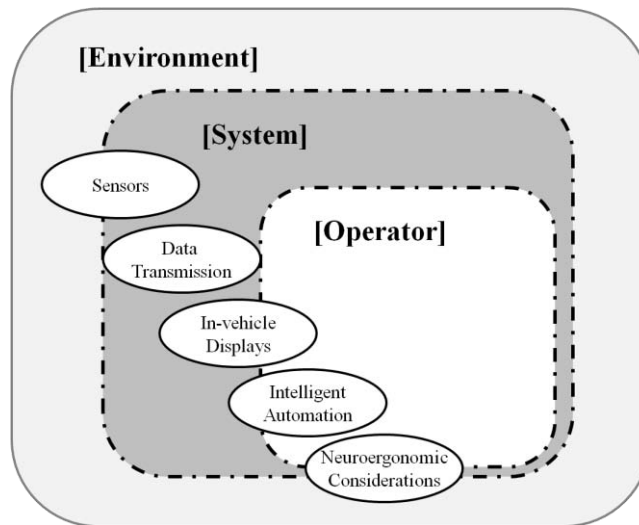 [Environment]
[System]
Sensors
[Operator]
Data
Transmission
In-vehicle
Displays
Intelligent
Automation
Neuroergonomic
Considerations